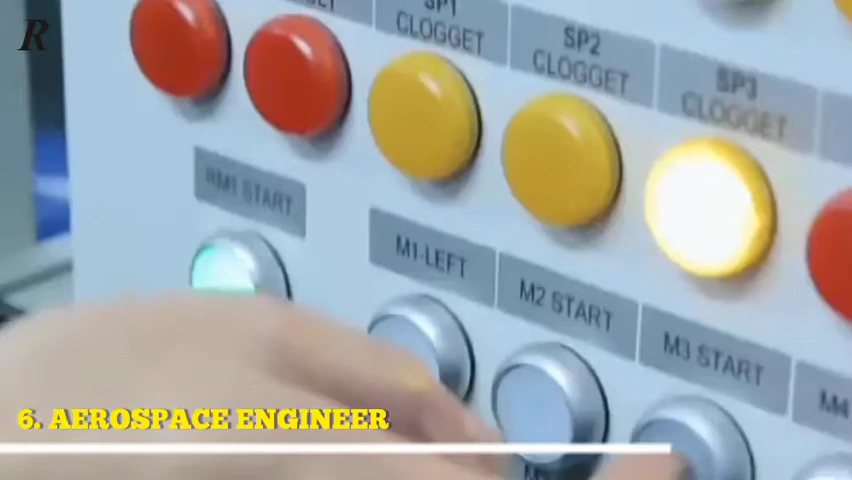 R
SP1
CLOGGET
SP2
CLOGGET
SP3
CLOGGET
RM1 START
M1-LEFT
M2 START
M3 START
M4
6. AEROSPACE ENGINEER